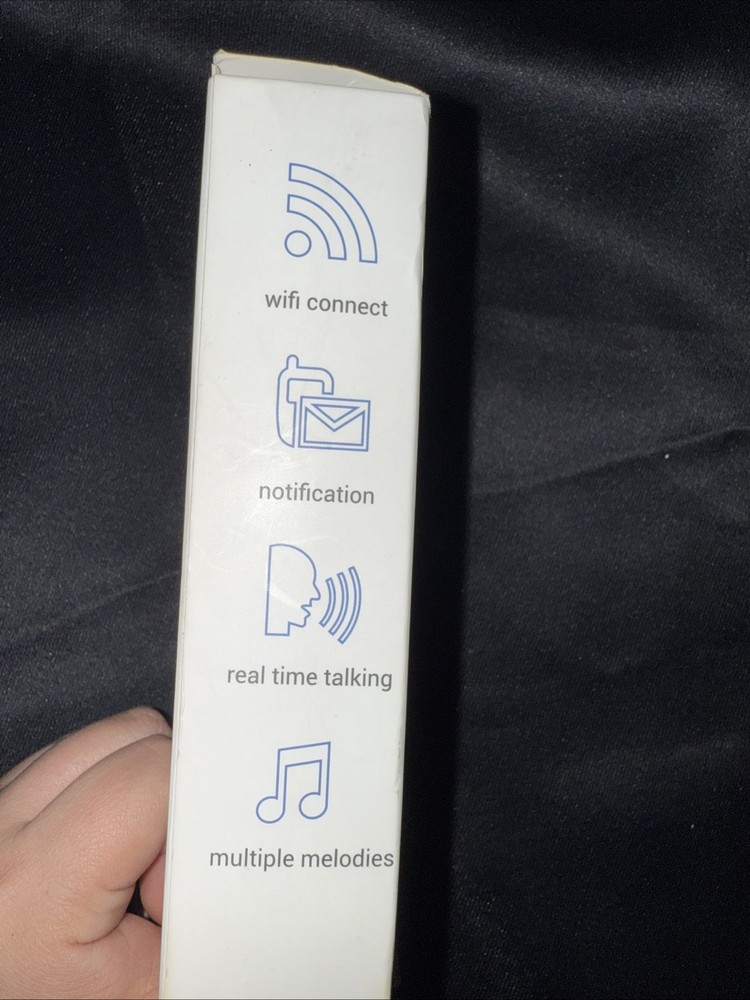 wifi connect
notification
real time talking
multiple melodies